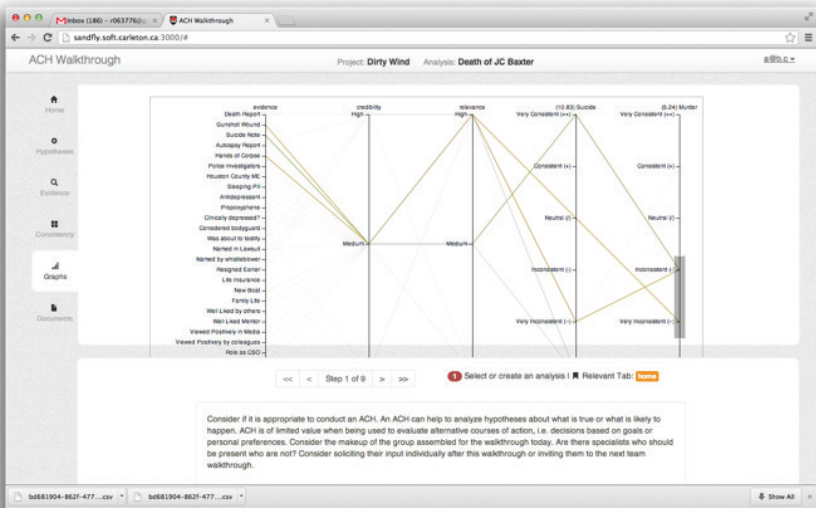 Inbox (186) – r063776@g
ACH Walkthrough
sandfly.soft.carleton.ca:3000/#
ACH Walkthrough
Project: Dirty Wind Analysis: Death of JC Baxter
a@b.c
Home
Hypotheses
Evidence
Consistency
Graphs
Documents
evidence
credibility
relevance
(10.83) Suicide
(5.24) Murder
Death Report
Gunshot Wound
Suicide Note
Autospay Report
Hands of Corpse
Police Investigators
Houston County ME
Sleeping Pill
Antidepressant
Propoxyphene
Clinically depressed?
Considered bodyguard
Was about to testify
Named in Lawsuit
Named by whistleblower
Resigned Earlier
Life Insurance
New Boat
Family Life
Well Liked by others
Well Liked Mentor
Viewed Positively in Media
Viewed Positively by colleagues
Role as CSO
High
Medium
High
Medium
Very Consistent (++)
Consistent (+)
Neutral (/)
Inconsistent (-)
Very Inconsistent (--)
Very Consistent (++)
Consistent (+)
Neutral (/)
Inconsistent (-)
Very Inconsistent (--)
<< < Step 1 of 9 > >>
1 Select or create an analysis | Relevant Tab: home
Consider if it is appropriate to conduct an ACH. An ACH can help to analyze hypotheses about what is true or what is likely to
happen. ACH is of limited value when being used to evaluate alternative courses of action, i.e. decisions based on goals or
personal preferences. Consider the makeup of the group assembled for the walkthrough today. Are there specialists who should
be present who are not? Consider soliciting their input individually after this walkthrough or inviting them to the next team
walkthrough.
bd681904-862f-477....csv
bd681904-862f-477....csv
Show All